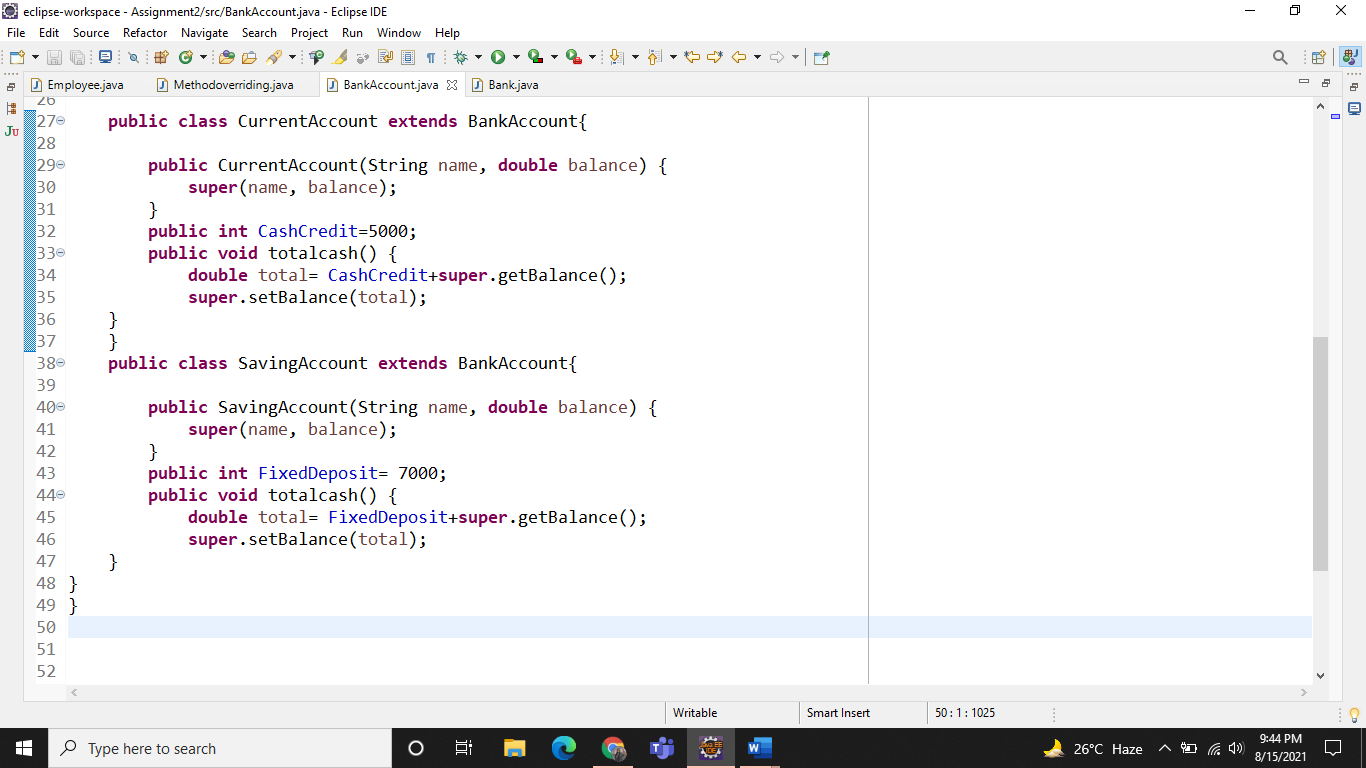 eclipse-workspace - Assignment2/src/BankAccount.java - Eclipse IDE
File Edit Source Refactor Navigate Search Project Run Window Help
Employee.java Methodoverriding.java BankAccount.java Bank.java
26
27 public class CurrentAccount extends BankAccount{
28
29 public CurrentAccount(String name, double balance) {
30 super(name, balance);
31 }
32 public int CashCredit=5000;
33 public void totalcash() {
34 double total= CashCredit+super.getBalance();
35 super.setBalance(total);
36 }
37 }
38 public class SavingAccount extends BankAccount{
39
40 public SavingAccount(String name, double balance) {
41 super(name, balance);
42 }
43 public int FixedDeposit= 7000;
44 public void totalcash() {
45 double total= FixedDeposit+super.getBalance();
46 super.setBalance(total);
47 }
48 }
49 }
50
51
52
Ju
Writable Smart Insert 50 : 1 : 1025
Type here to search
26°C Haze
9:44 PM
8/15/2021